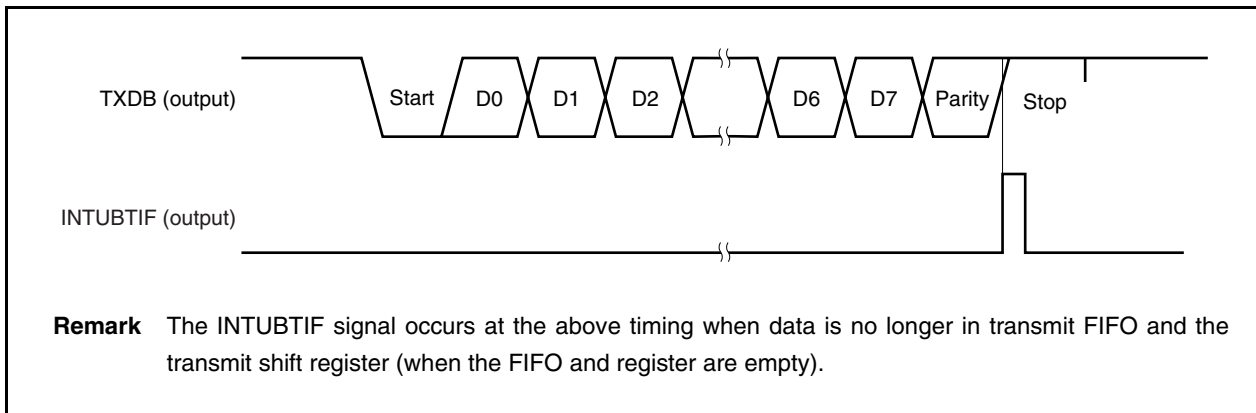 TXDB (output) Start D0 D1 D2 D6 D7 Parity Stop
INTUBTIF (output)
Remark The INTUBTIF signal occurs at the above timing when data is no longer in transmit FIFO and the
transmit shift register (when the FIFO and register are empty).